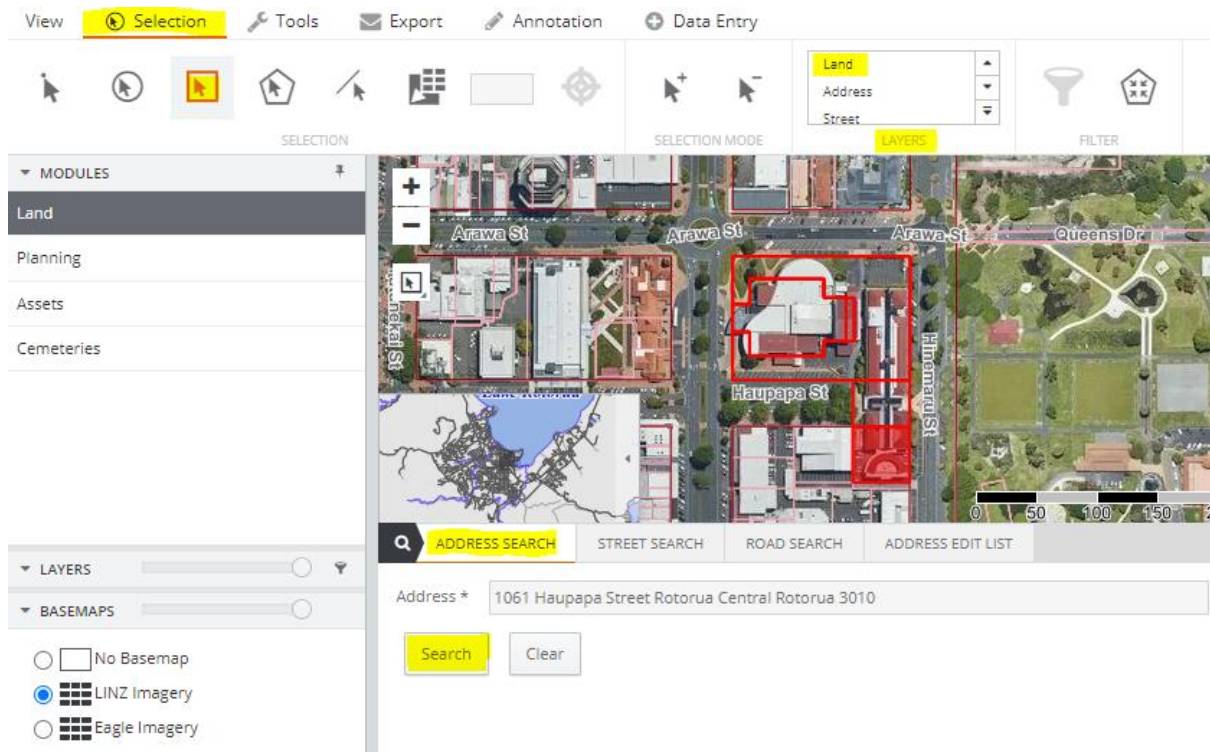 View Selection Tools Export Annotation Data Entry
Land
Address
Street
SELECTION SELECTION MODE LAYERS FILTER
MODULES
Land
Planning
Assets
Cemeteries
+
−
Arawa St Arawa St Arawa St Queens Dr
Haupapa St
Hinemaru St
Lake Rotorua
0 50 100 150
ADDRESS SEARCH STREET SEARCH ROAD SEARCH ADDRESS EDIT LIST
LAYERS
Address * 1061 Haupapa Street Rotorua Central Rotorua 3010
BASEMAPS
Search Clear
No Basemap
LINZ Imagery
Eagle Imagery